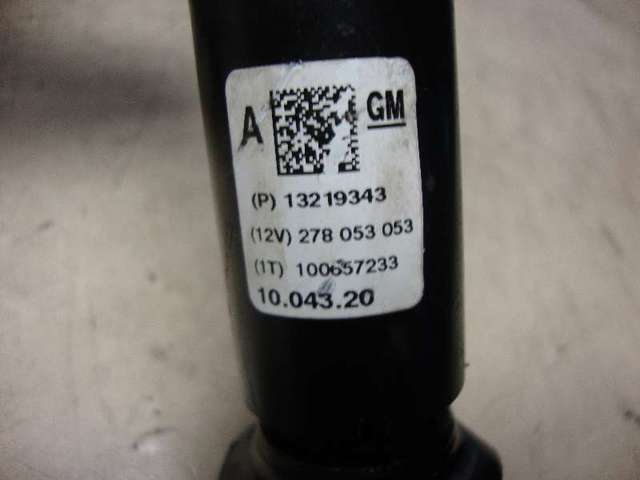 A GM
(P) 13219343
(12V) 278 053 053
(1T) 100657233
10.043.20